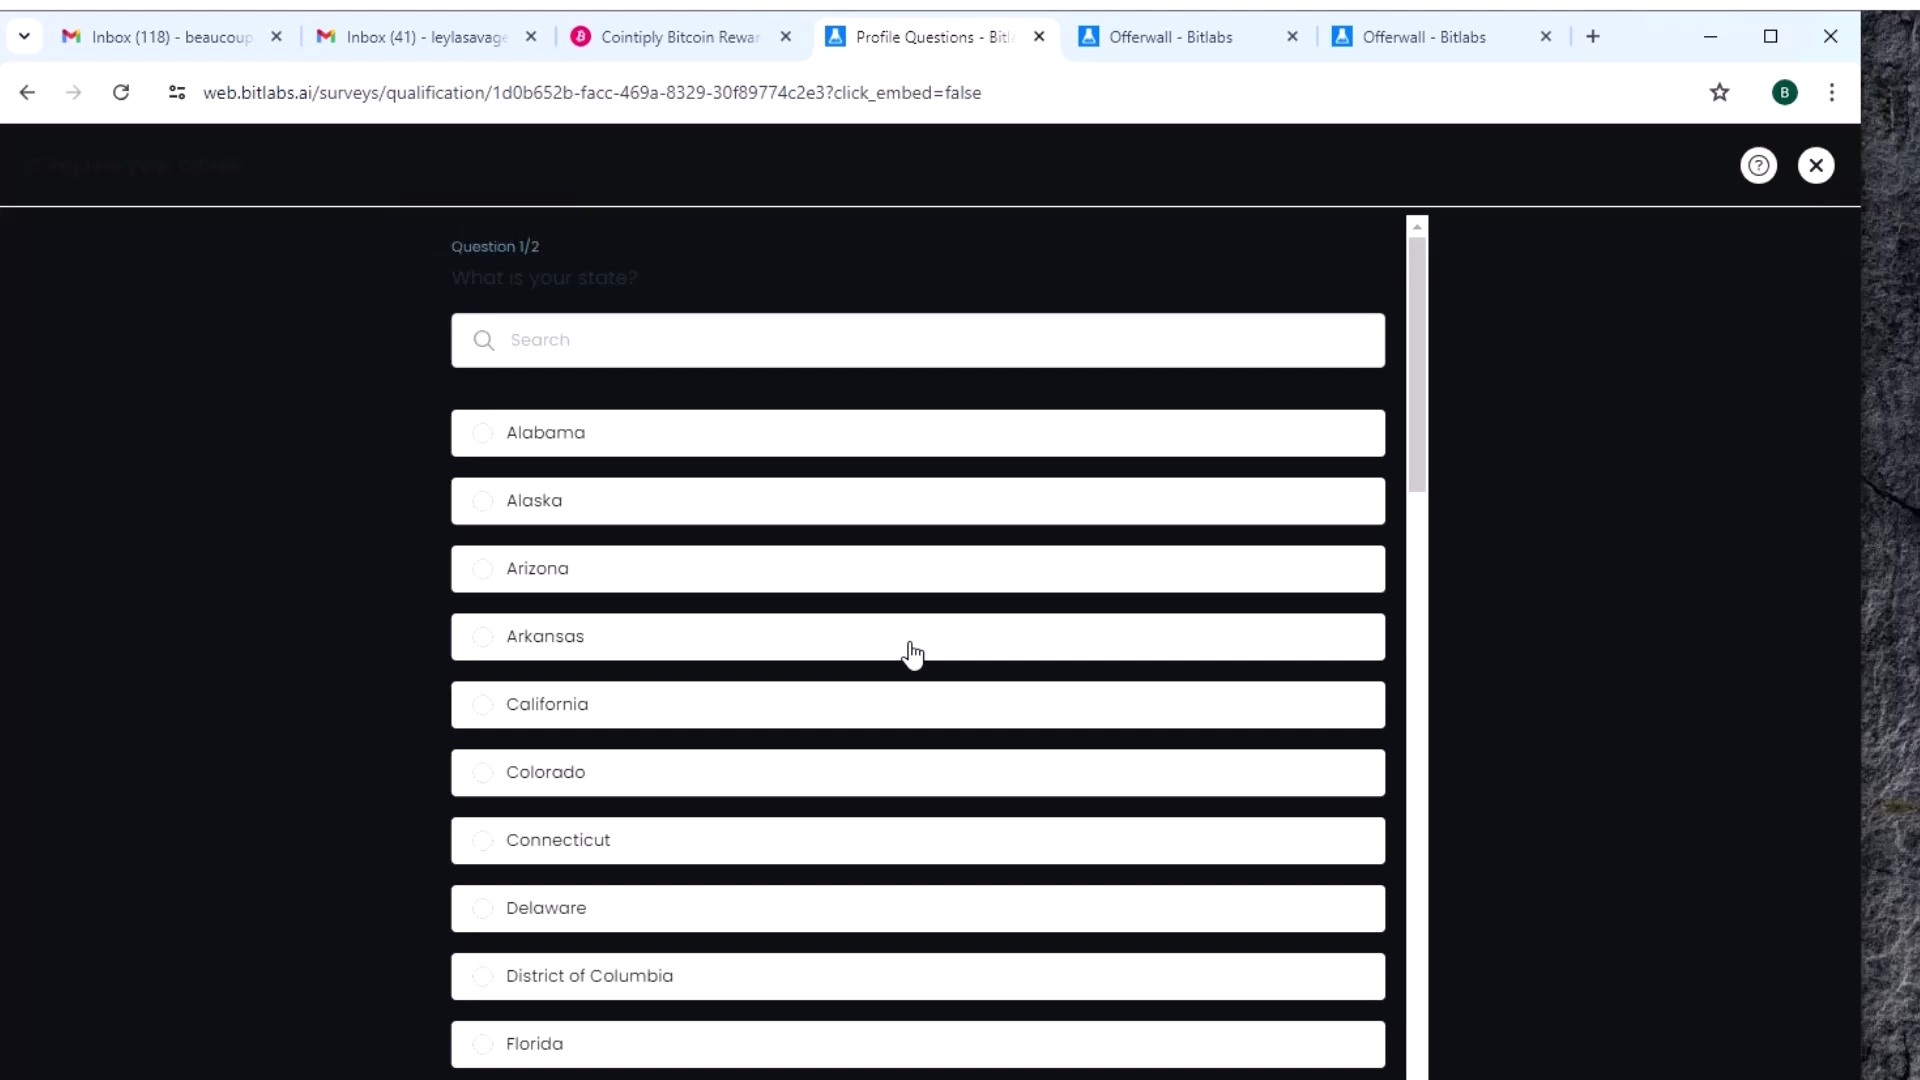 Inbox (118) - beaucoup
Inbox (41) - leylasavage
Cointiply Bitcoin Rewar
Profile Questions - Bitl
Offerwall - Bitlabs
Offerwall - Bitlabs
web.bitlabs.ai/surveys/qualification/1d0b652b-facc-469a-8329-30f89774c2e3?click_embed=false
B
Question 1/2
What is your state?
Search
Alabama
Alaska
Arizona
Arkansas
California
Colorado
Connecticut
Delaware
District of Columbia
Florida